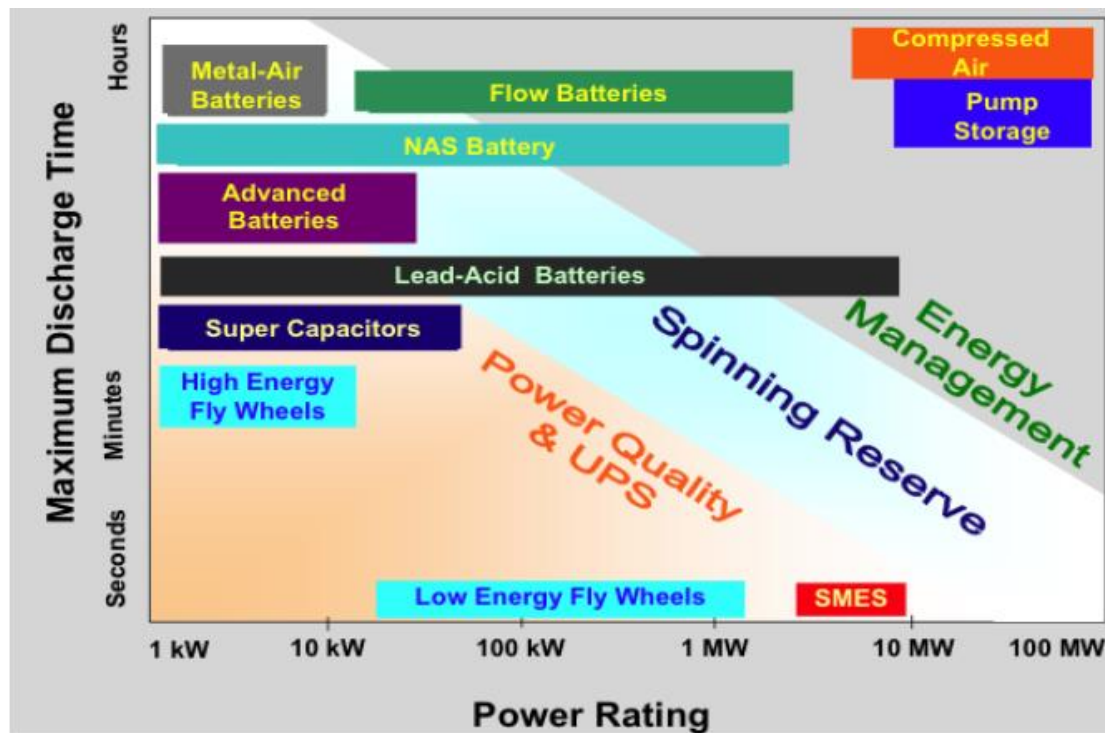 Maximum Discharge Time
Hours
Minutes
Seconds
Metal-Air
Batteries
Flow Batteries
Compressed
Air
Pump
Storage
NAS Battery
Advanced
Batteries
Lead-Acid Batteries
Super Capacitors
High Energy
Fly Wheels
Power Quality
& UPS
Spinning Reserve
Energy
Management
Low Energy Fly Wheels
SMES
1 kW
10 kW
100 kW
1 MW
10 MW
100 MW
Power Rating